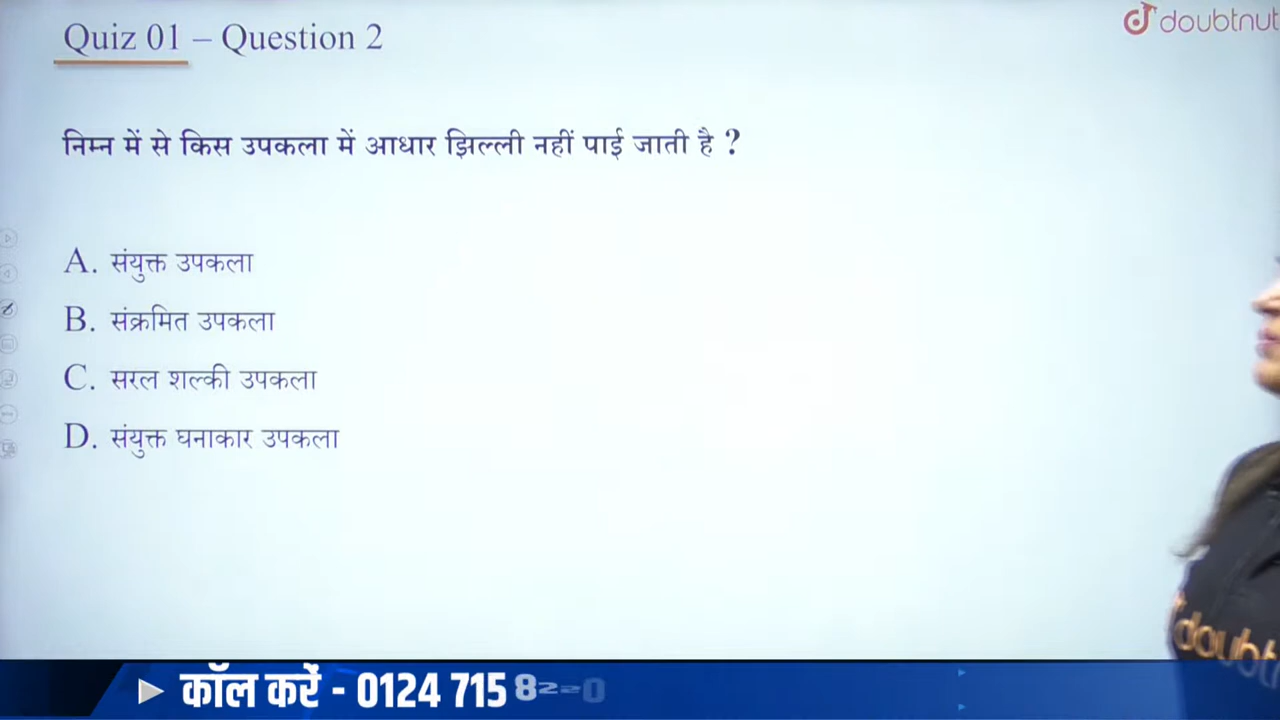 Quiz 01 – Question 2
doubtnut
निम्न में से किस उपकला में आधार झिल्ली नहीं पाई जाती है ?
A. संयुक्त उपकला
B. संक्रमित उपकला
C. सरल शल्की उपकला
D. संयुक्त घनाकार उपकला
doubt
कॉल करें - 0124 715